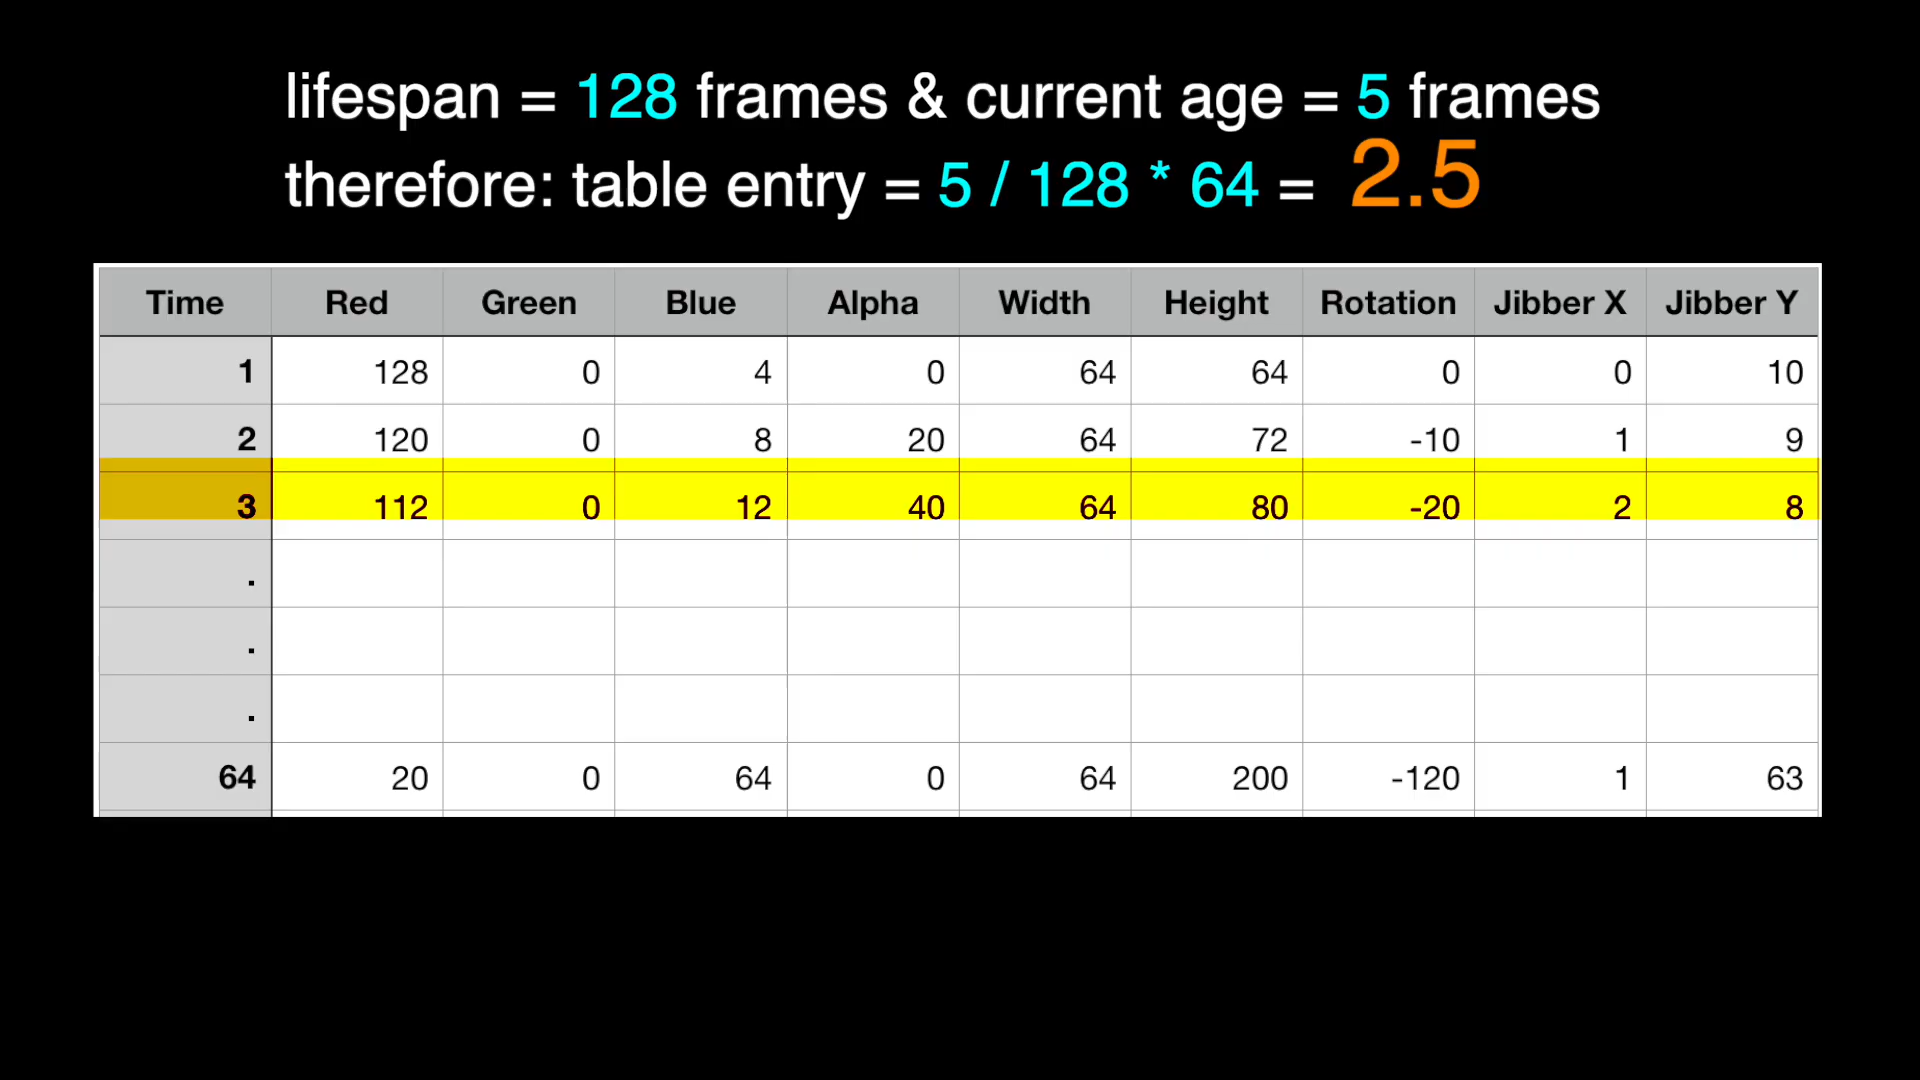 lifespan = 128 frames & current age = 5 frames
therefore: table entry = 5 / 128 * 64 = 2.5
Time Red Green Blue Alpha Width Height Rotation Jibber X Jibber Y
1 128 0 4 0 64 64 0 0 10
2 120 0 8 20 64 72 -10 1 9
3 112 0 12 40 64 80 -20 2 8
.
.
.
64 20 0 64 0 64 200 -120 1 63